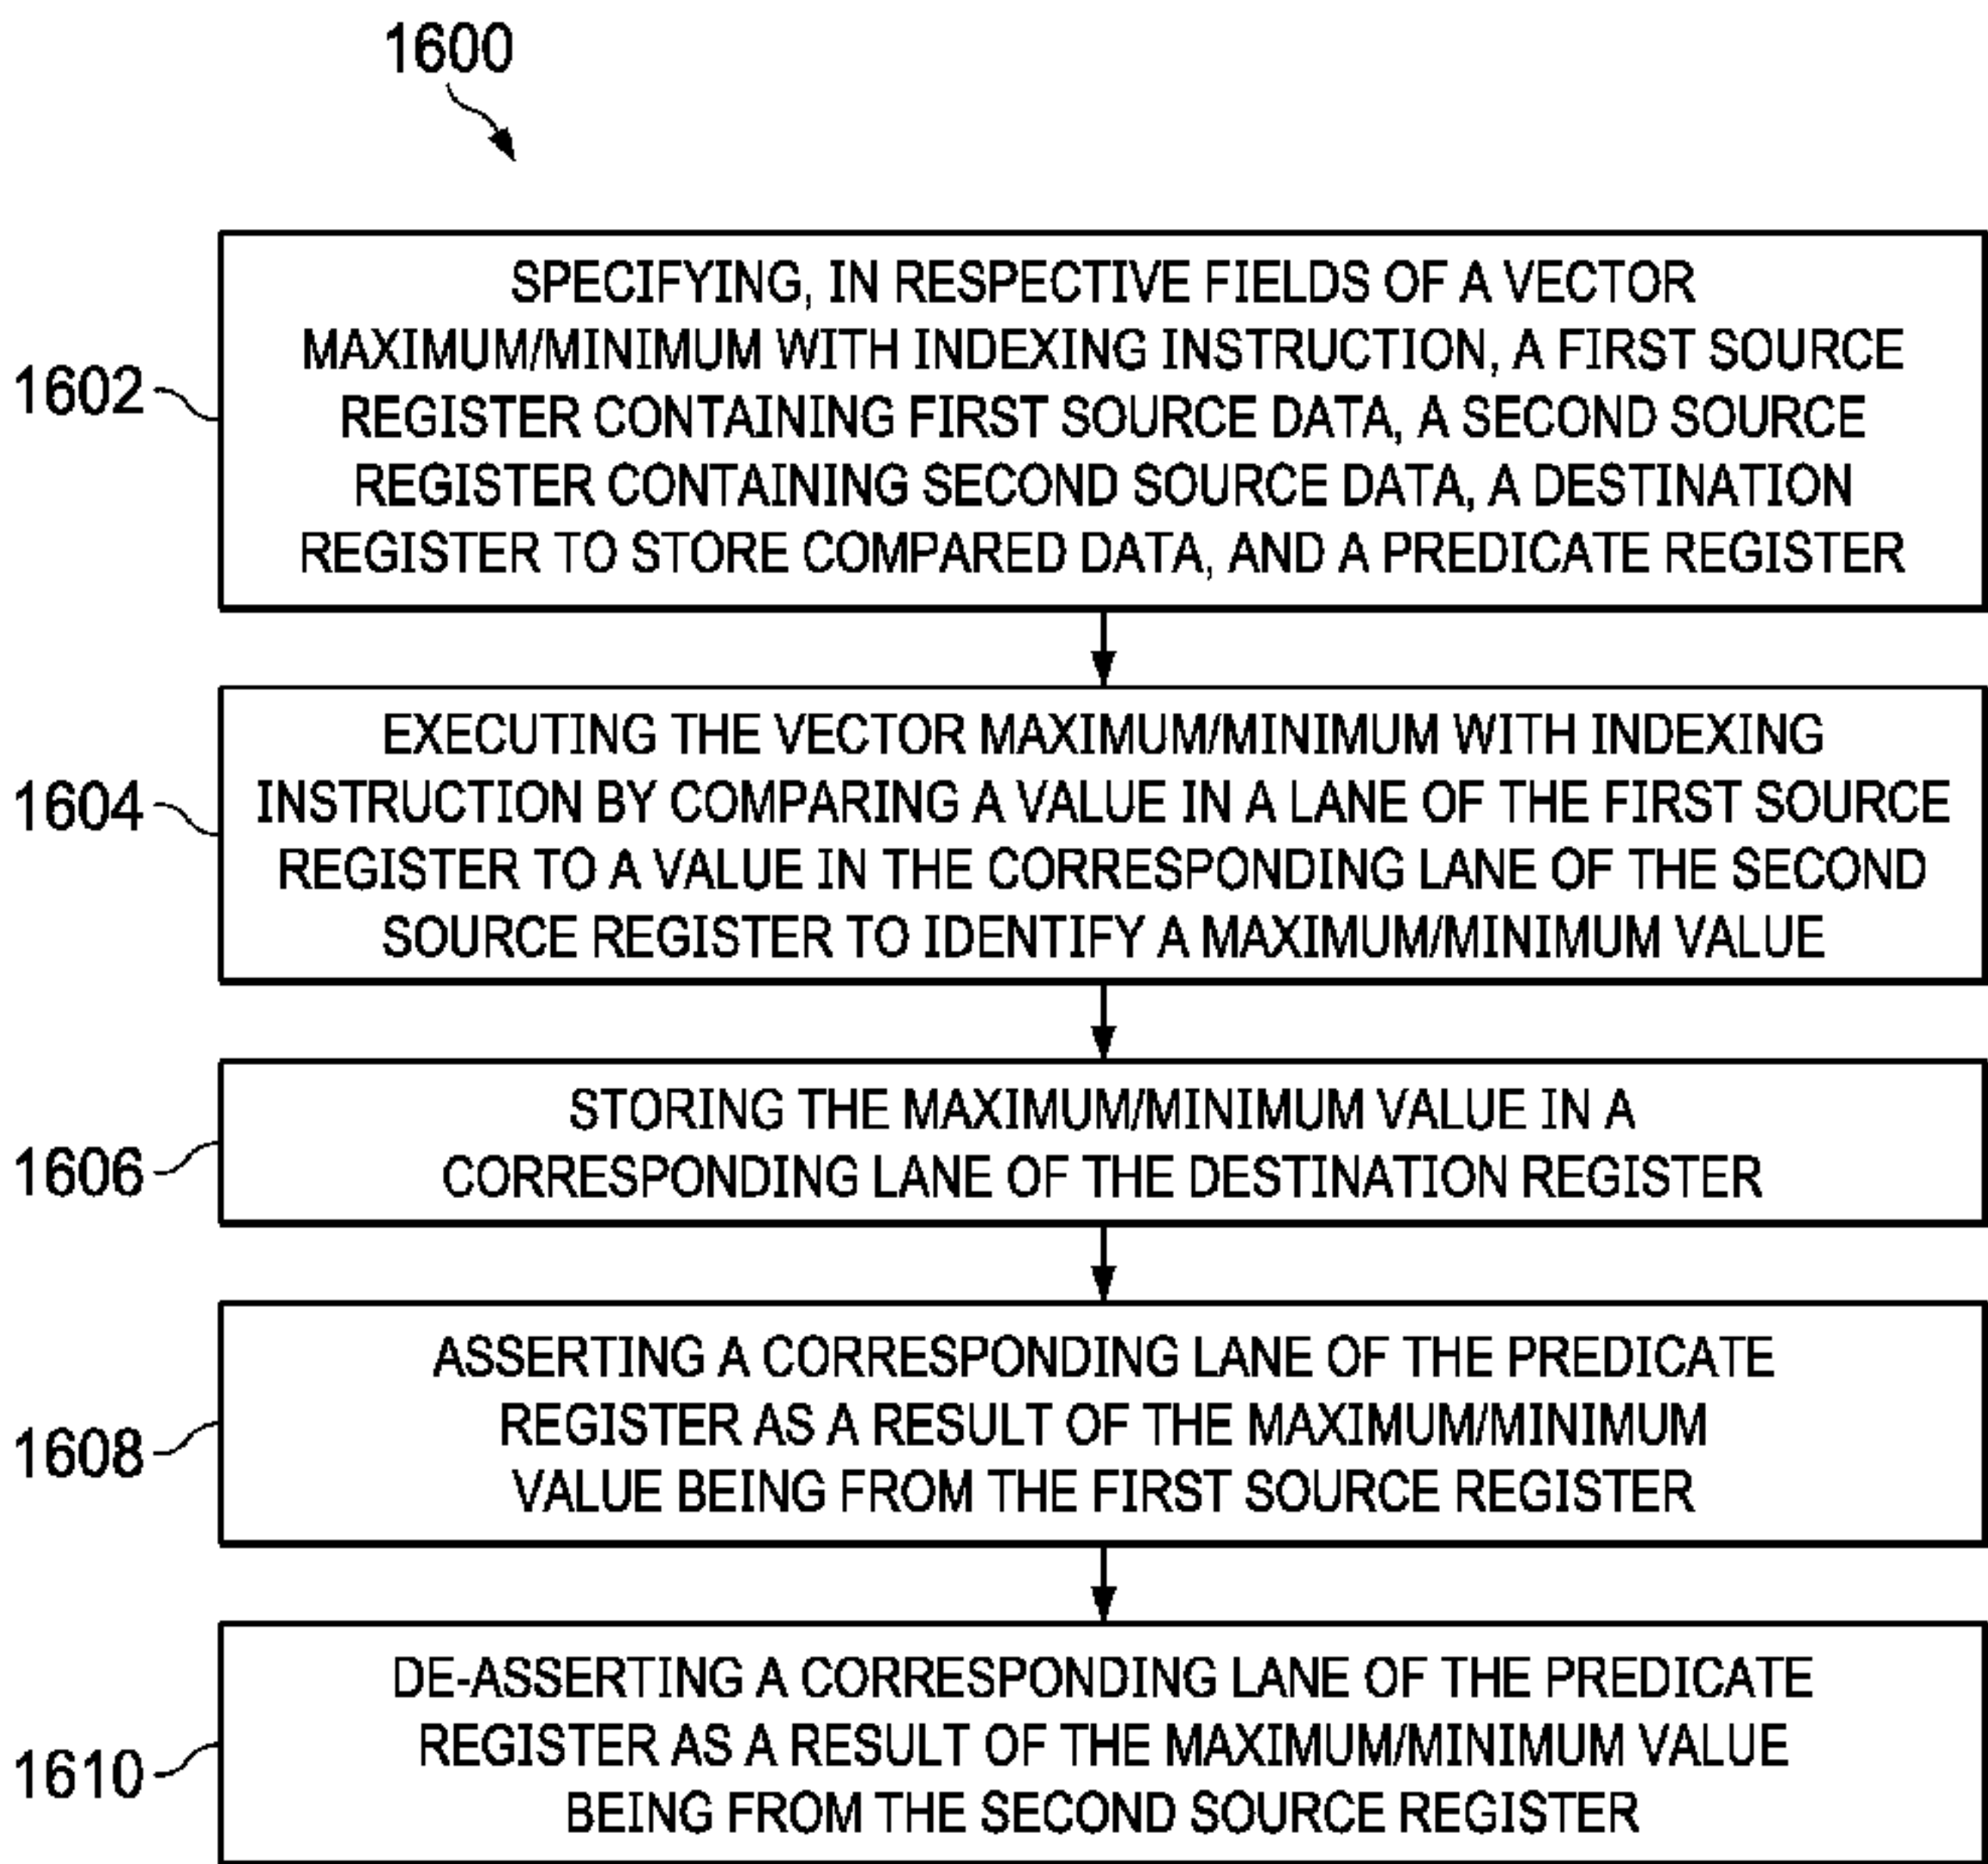 1600
1602
SPECIFYING, IN RESPECTIVE FIELDS OF A VECTOR
MAXIMUM/MINIMUM WITH INDEXING INSTRUCTION, A FIRST SOURCE
REGISTER CONTAINING FIRST SOURCE DATA, A SECOND SOURCE
REGISTER CONTAINING SECOND SOURCE DATA, A DESTINATION
REGISTER TO STORE COMPARED DATA, AND A PREDICATE REGISTER
1604
EXECUTING THE VECTOR MAXIMUM/MINIMUM WITH INDEXING
INSTRUCTION BY COMPARING A VALUE IN A LANE OF THE FIRST SOURCE
REGISTER TO A VALUE IN THE CORRESPONDING LANE OF THE SECOND
SOURCE REGISTER TO IDENTIFY A MAXIMUM/MINIMUM VALUE
1606
STORING THE MAXIMUM/MINIMUM VALUE IN A
CORRESPONDING LANE OF THE DESTINATION REGISTER
1608
ASSERTING A CORRESPONDING LANE OF THE PREDICATE
REGISTER AS A RESULT OF THE MAXIMUM/MINIMUM
VALUE BEING FROM THE FIRST SOURCE REGISTER
1610
DE-ASSERTING A CORRESPONDING LANE OF THE PREDICATE
REGISTER AS A RESULT OF THE MAXIMUM/MINIMUM VALUE
BEING FROM THE SECOND SOURCE REGISTER